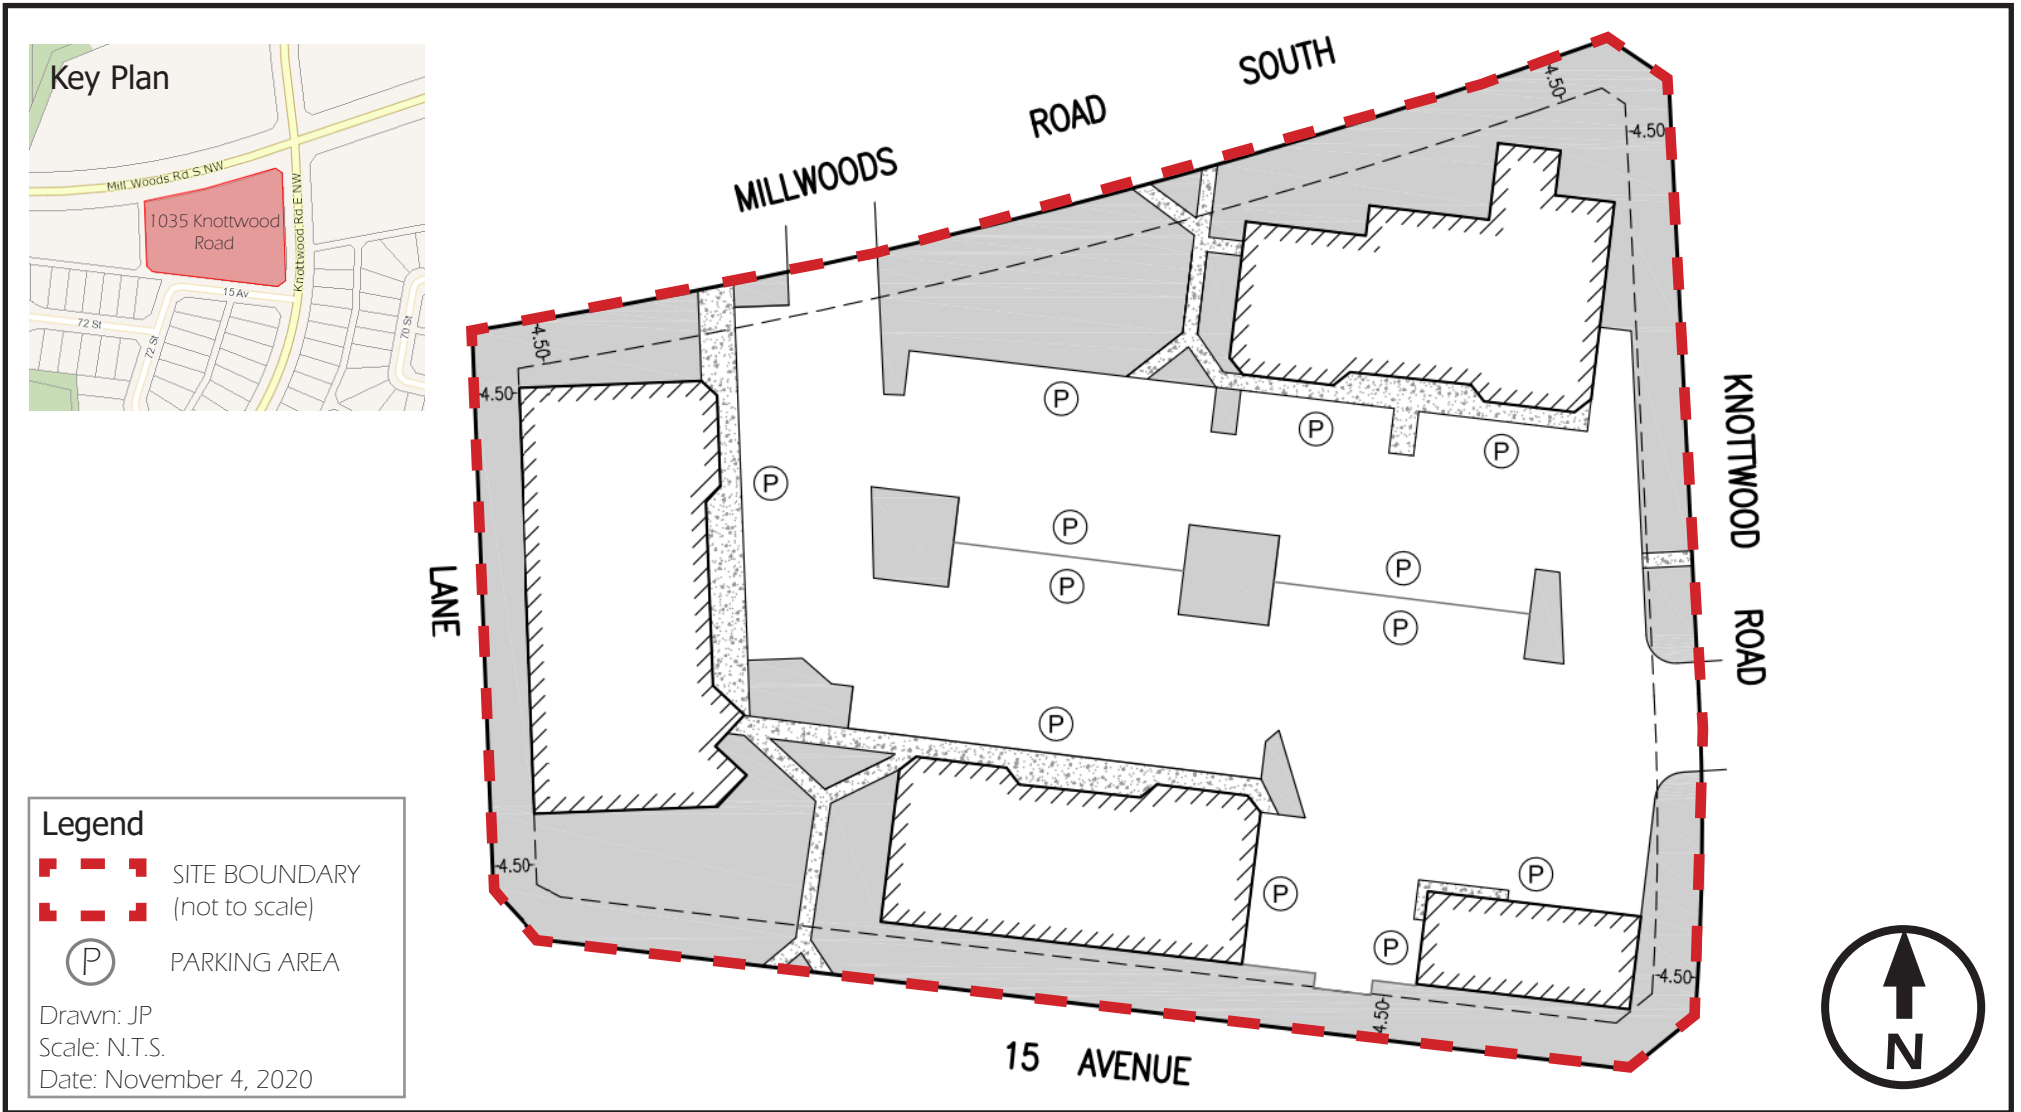 Key Plan
Mill Woods Rd S NW
1035 Knottwood
Road
Knottwood Rd E NW
15 Av
72 St
72 St
70 St
MILLWOODS ROAD SOUTH
4.50
4.50
4.50
4.50
KNOTTWOOD ROAD
LANE
P
P
P
P
P
P
P
P
P
P
P
P
4.50
4.50
4.50
15 AVENUE
N
Legend
SITE BOUNDARY
(not to scale)
P PARKING AREA
Drawn: JP
Scale: N.T.S.
Date: November 4, 2020